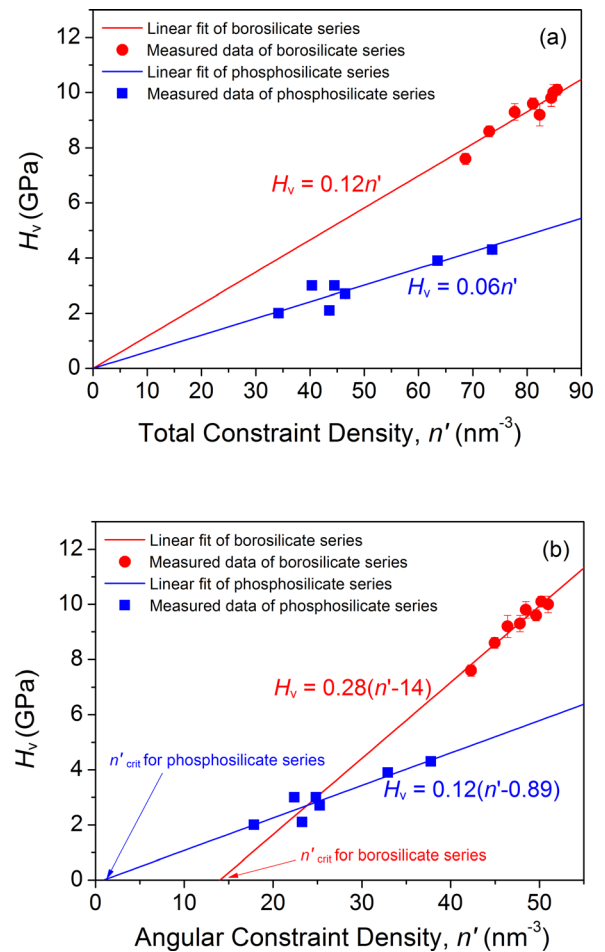 (a)
Linear fit of borosilicate series
Measured data of borosilicate series
Linear fit of phosphosilicate series
Measured data of phosphosilicate series
12
10
8
6
4
2
0
Hv (GPa)
Hv = 0.12n'
Hv = 0.06n'
0 10 20 30 40 50 60 70 80 90
Total Constraint Density, n′ (nm-3)
(b)
Linear fit of borosilicate series
Measured data of borosilicate series
Linear fit of phosphosilicate series
Measured data of phosphosilicate series
12
10
8
6
4
2
0
Hv (GPa)
Hv = 0.28(n'-14)
n'crit for phosphosilicate series
Hv = 0.12(n'-0.89)
n'crit for borosilicate series
0 10 20 30 40 50
Angular Constraint Density, n′ (nm-3)